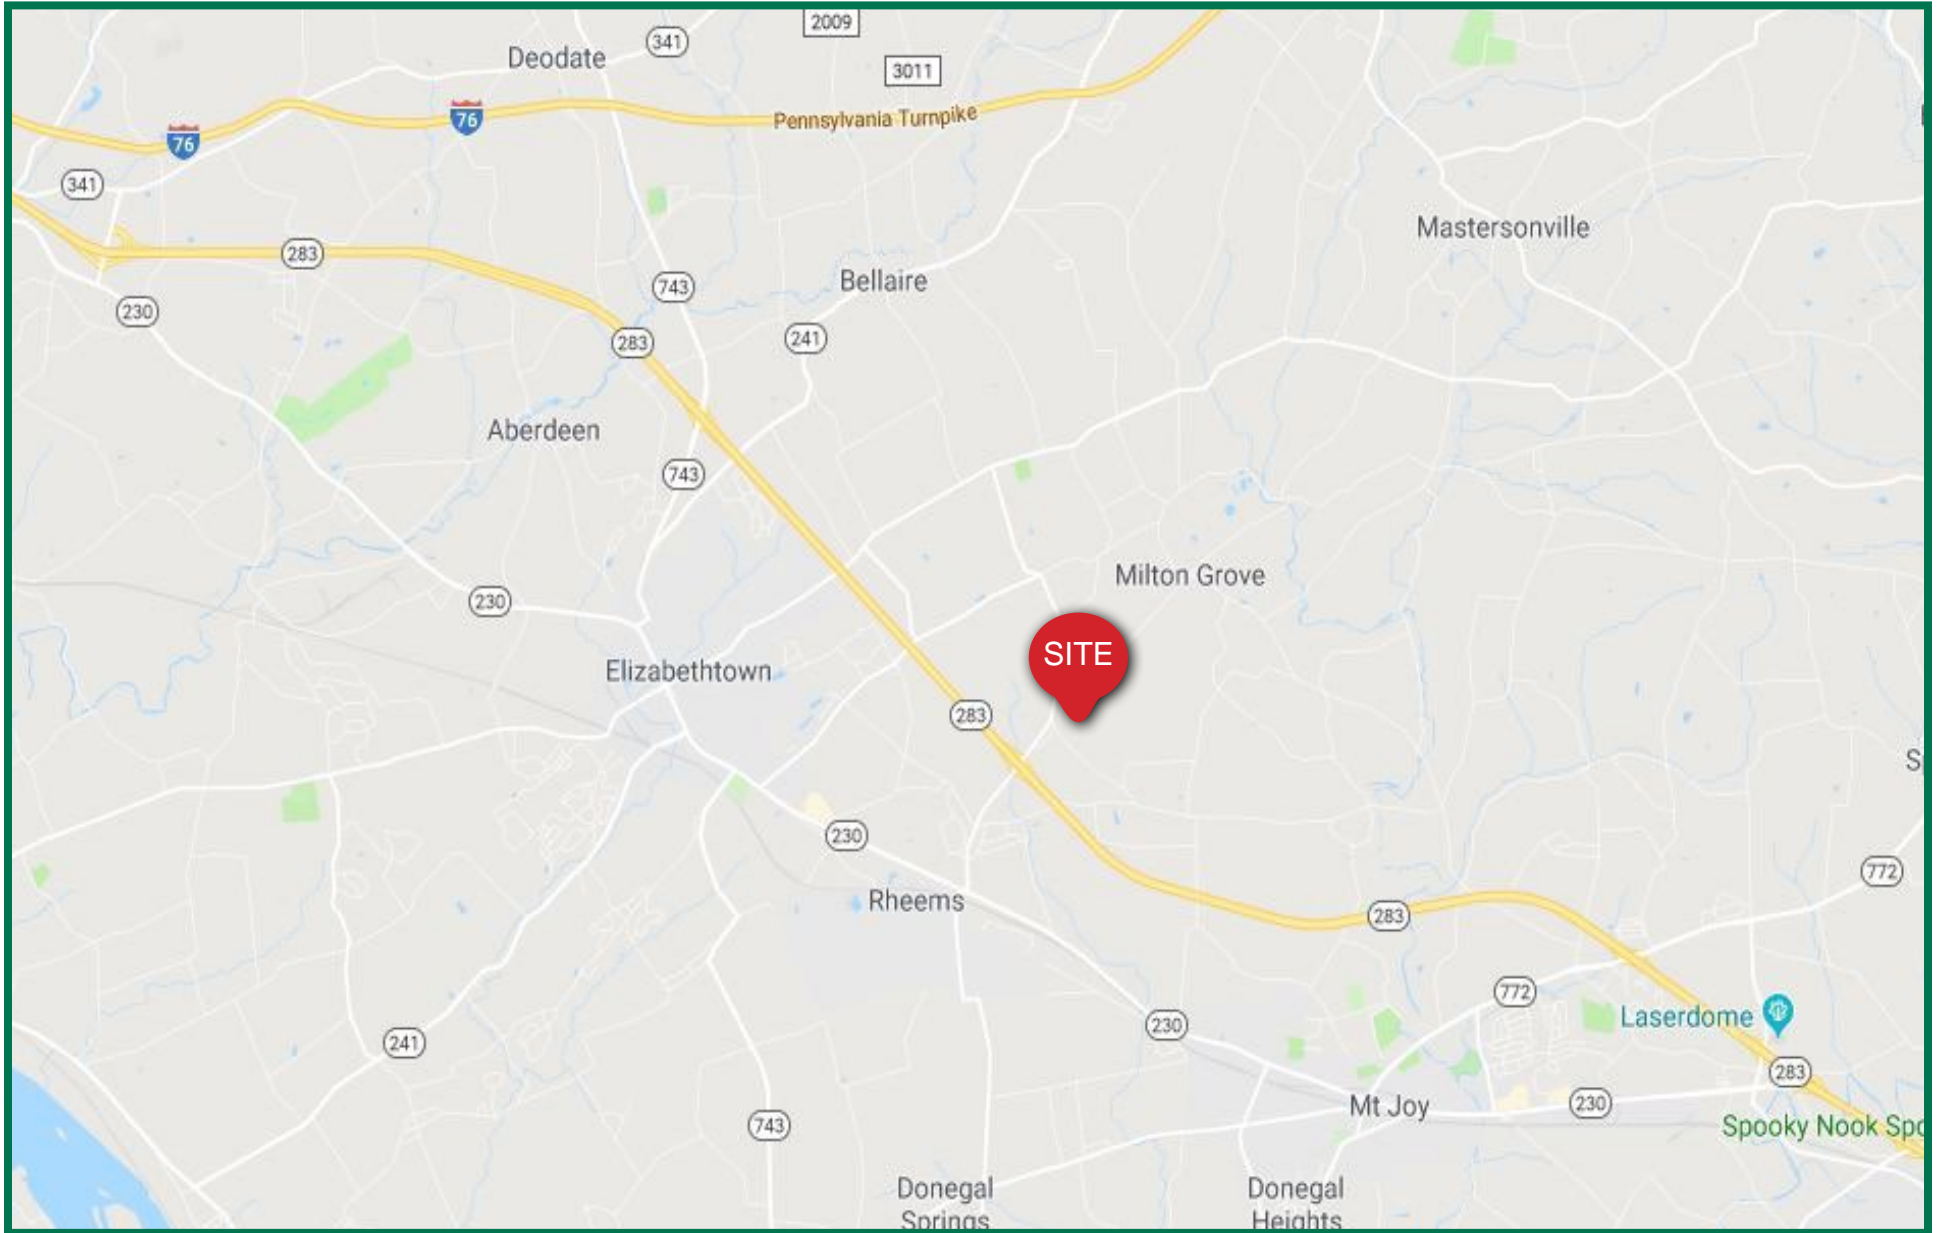 2009
Deodate
341
3011
76
Pennsylvania Turnpike
76
341
Mastersonville
283
Bellaire
743
230
241
283
Aberdeen
743
Milton Grove
230
SITE
Elizabethtown
283
230
772
Rheems
283
772
Laserdome
230
241
283
Mt Joy
230
743
Spooky Nook Spo
Donegal
Springs
Donegal
Heights